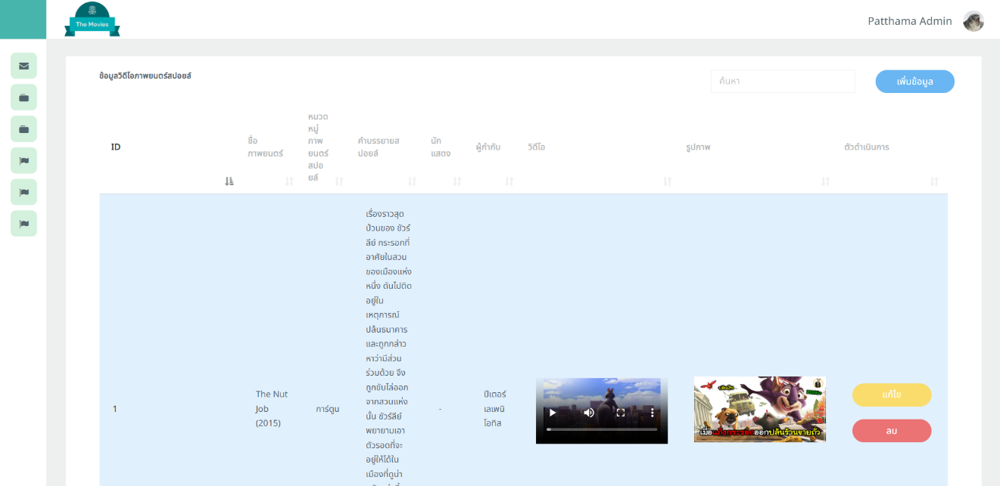 The Movies
Patthama Admin
ข้อมูลวิดีโอภาพยนตร์สปอยล์
ค้นหา
เพิ่มข้อมูล
ID
ชื่อ
ภาพยนตร์
หมวด
หมู่
ภาพ
ยนตร์
สปอ
ยล์
คำบรรยายส
ปอยล์
นัก
แสดง
ผู้กำกับ
วิดีโอ
รูปภาพ
ตัวดำเนินการ
1
The Nut
Job
(2015)
การ์ตูน
เรื่องราวสุด
ป่วนของ ชัวร์
ลีย์ กระรอกที่
อาศัยในสวน
ของเมืองแห่ง
หนึ่ง ดันไปติด
อยู่ใน
เหตุการณ์
ปล้นธนาคาร
และถูกกล่าว
หาว่ามีส่วน
ร่วมด้วย จึง
ถูกขับไล่ออก
จากสวนแห่ง
นั้น ชัวร์ลีย์
พยายามเอา
ตัวรอดที่จะ
อยู่ให้ได้ใน
เมืองที่ดูน่า
-
ปีเตอร์
เลเพนิ
โอทิส
เมื่อแก๊งกระรอกออกปล้นร้านขายถั่ว
แก้ไข
ลบ